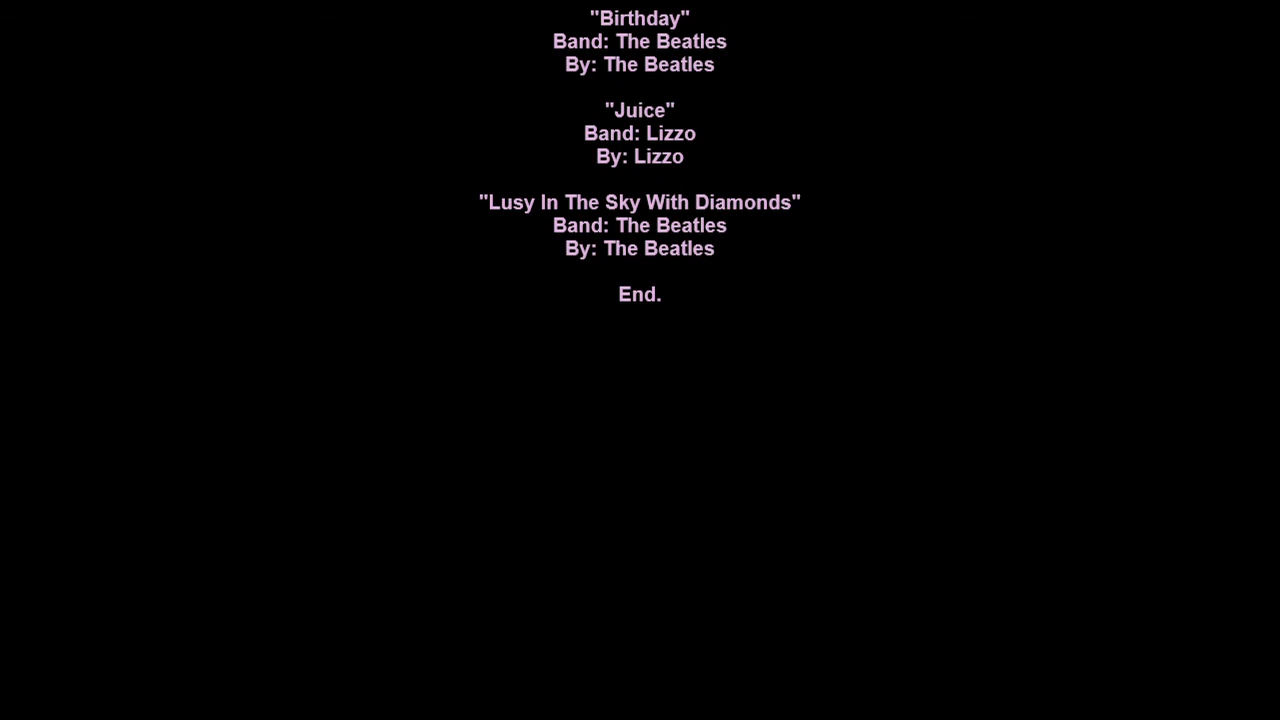 "Birthday"
Band: The Beatles
By: The Beatles
"Juice"
Band: Lizzo
By: Lizzo
"Lusy In The Sky With Diamonds"
Band: The Beatles
By: The Beatles
End.